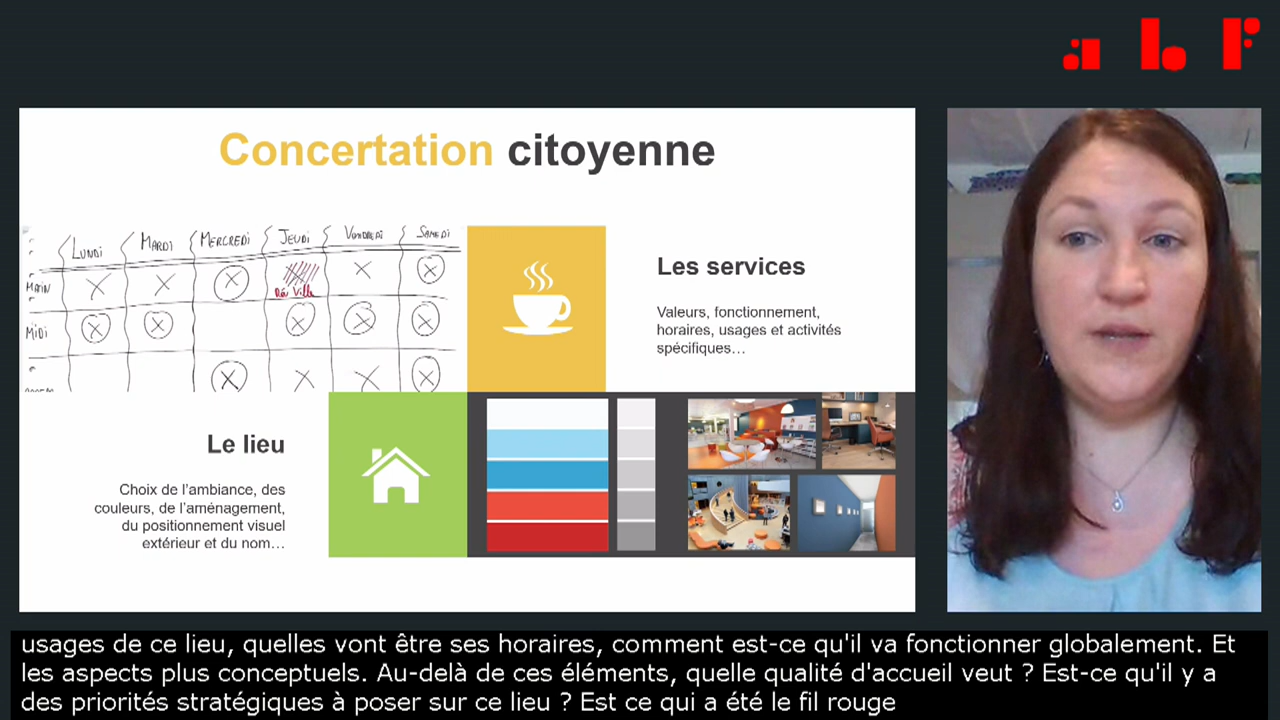 abf
Concertation citoyenne
LUNDI MARDI MERCREDI JEUDI VENDREDI SAMEDI
MATIN
MIDI
Les services
Valeurs, fonctionnement,
horaires, usages et activités
spécifiques…
Le lieu
Choix de l'ambiance, des
couleurs, de l'aménagement,
du positionnement visuel
extérieur et du nom…
usages de ce lieu, quelles vont être ses horaires, comment est-ce qu'il va fonctionner globalement. Et
les aspects plus conceptuels. Au-delà de ces éléments, quelle qualité d'accueil veut ? Est-ce qu'il y a
des priorités stratégiques à poser sur ce lieu ? Est ce qui a été le fil rouge